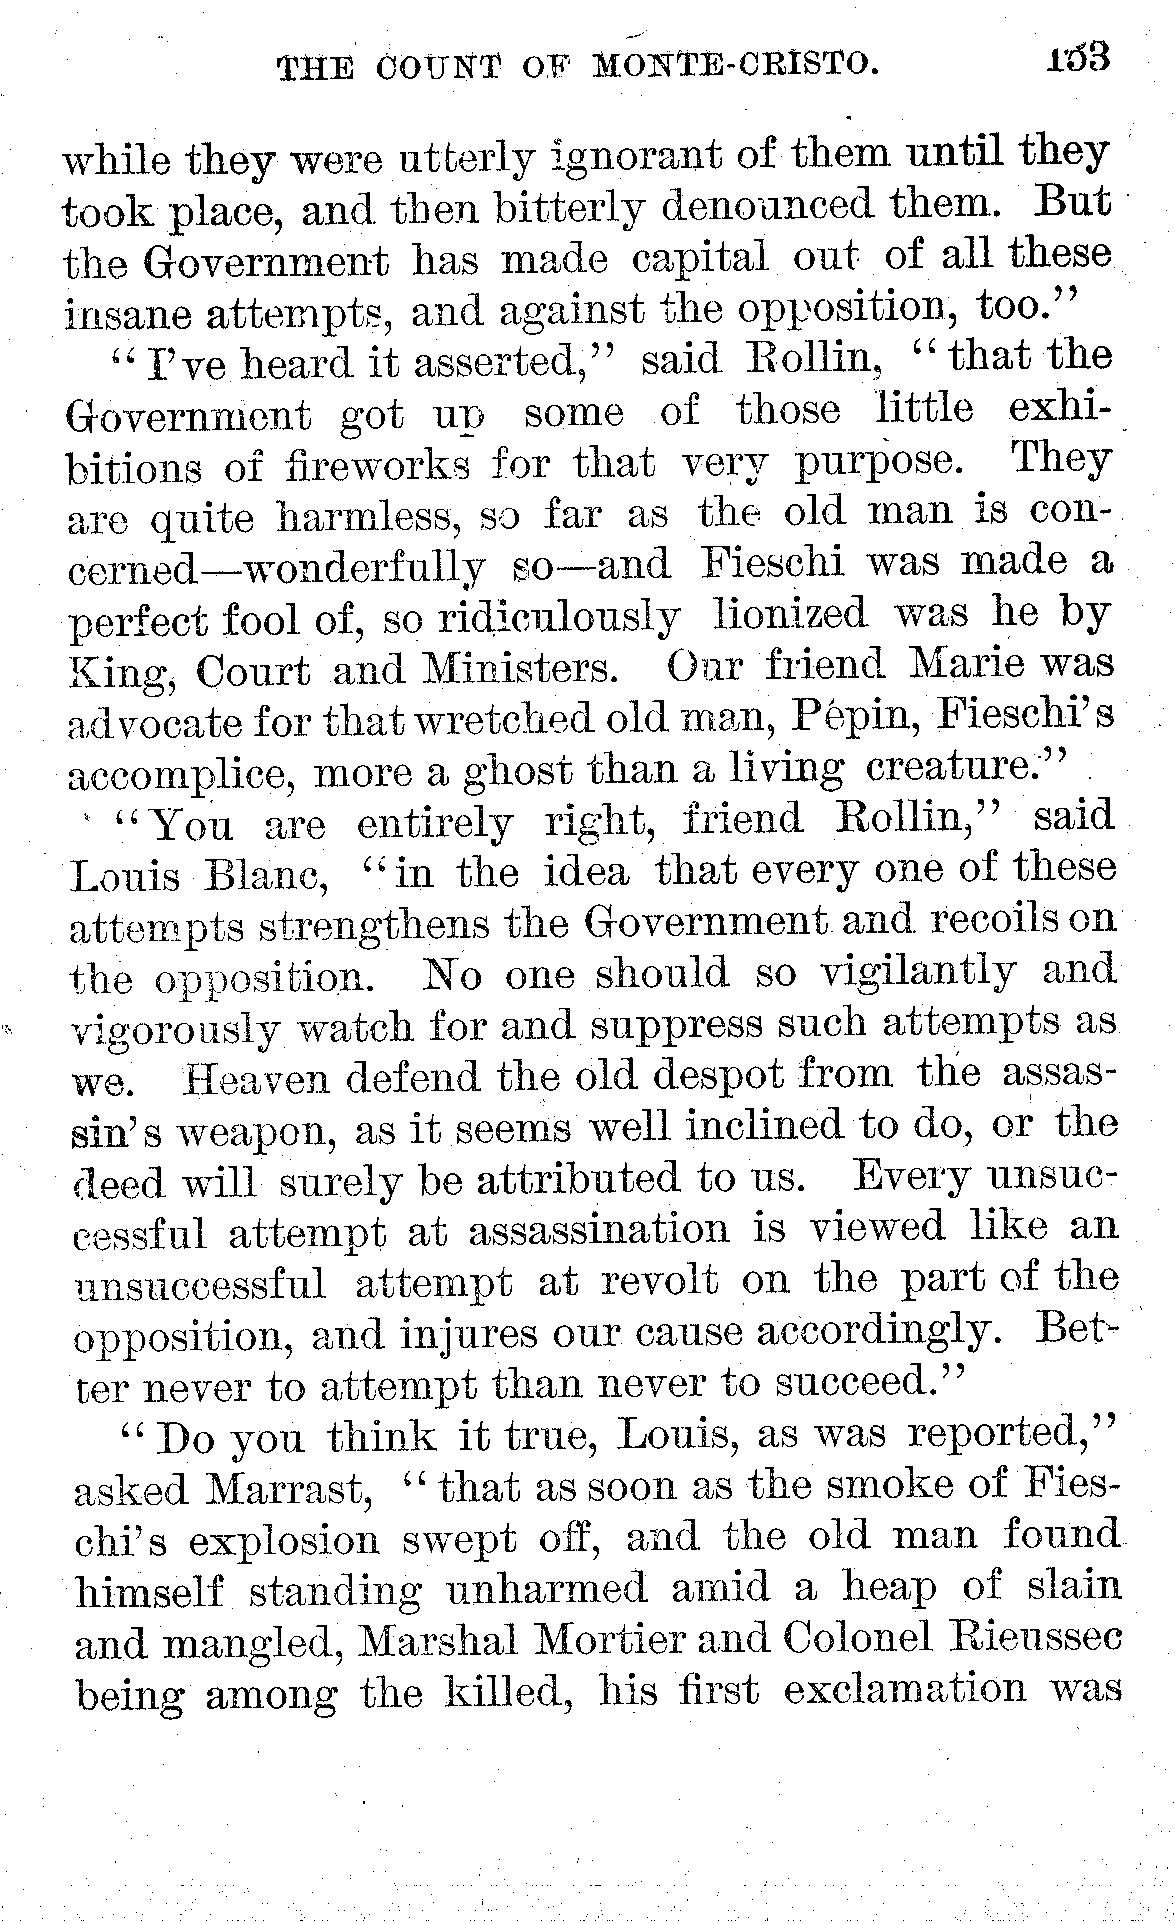 THE COUNT OF MONTE-CRISTO. 153
while they were utterly ignorant of them until they
took place, and then bitterly denounced them. But
the Government has made capital out of all these
insane attempts, and against the opposition, too."
"I've heard it asserted," said Rollin, "that the
Government got up some of those little exhi-
bitions of fireworks for that very purpose. They
are quite harmless, so far as the old man is con-
cerned—wonderfully so—and Fieschi was made a
perfect fool of, so ridiculously lionized was he by
King, Court and Ministers. Our friend Marie was
advocate for that wretched old man, Pépin, Fieschi's
accomplice, more a ghost than a living creature."
"You are entirely right, friend Rollin," said
Louis Blanc, "in the idea that every one of these
attempts strengthens the Government and recoils on
the opposition. No one should so vigilantly and
vigorously watch for and suppress such attempts as
we. Heaven defend the old despot from the assas-
sin's weapon, as it seems well inclined to do, or the
deed will surely be attributed to us. Every unsuc-
cessful attempt at assassination is viewed like an
unsuccessful attempt at revolt on the part of the
opposition, and injures our cause accordingly. Bet-
ter never to attempt than never to succeed."
"Do you think it true, Louis, as was reported,"
asked Marrast, "that as soon as the smoke of Fies-
chi's explosion swept off, and the old man found
himself standing unharmed amid a heap of slain
and mangled, Marshal Mortier and Colonel Rieussec
being among the killed, his first exclamation was